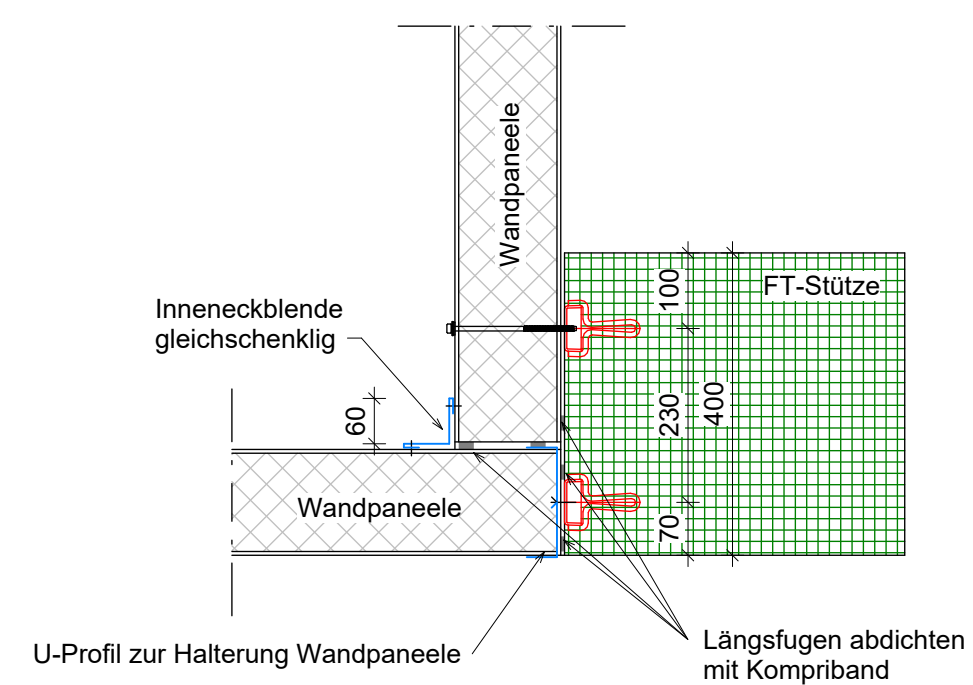 Wandpaneele
FT-Stütze
100
Inneneckblende
gleichschenklig
60
230
400
Wandpaneele
70
U-Profil zur Halterung Wandpaneele
Längsfugen abdichten
mit Kompriband